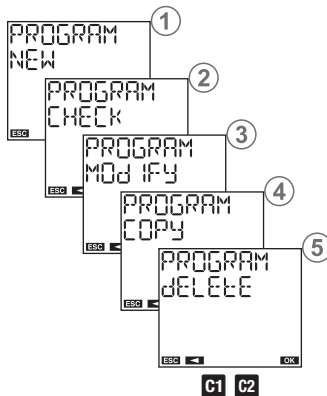 1
PROGRAM
NEW
ESC
2
PROGRAM
CHECK
ESC
3
PROGRAM
MOdIFY
ESC
4
PROGRAM
COPY
ESC
5
PROGRAM
dELEtE
ESC OK
C1 C2